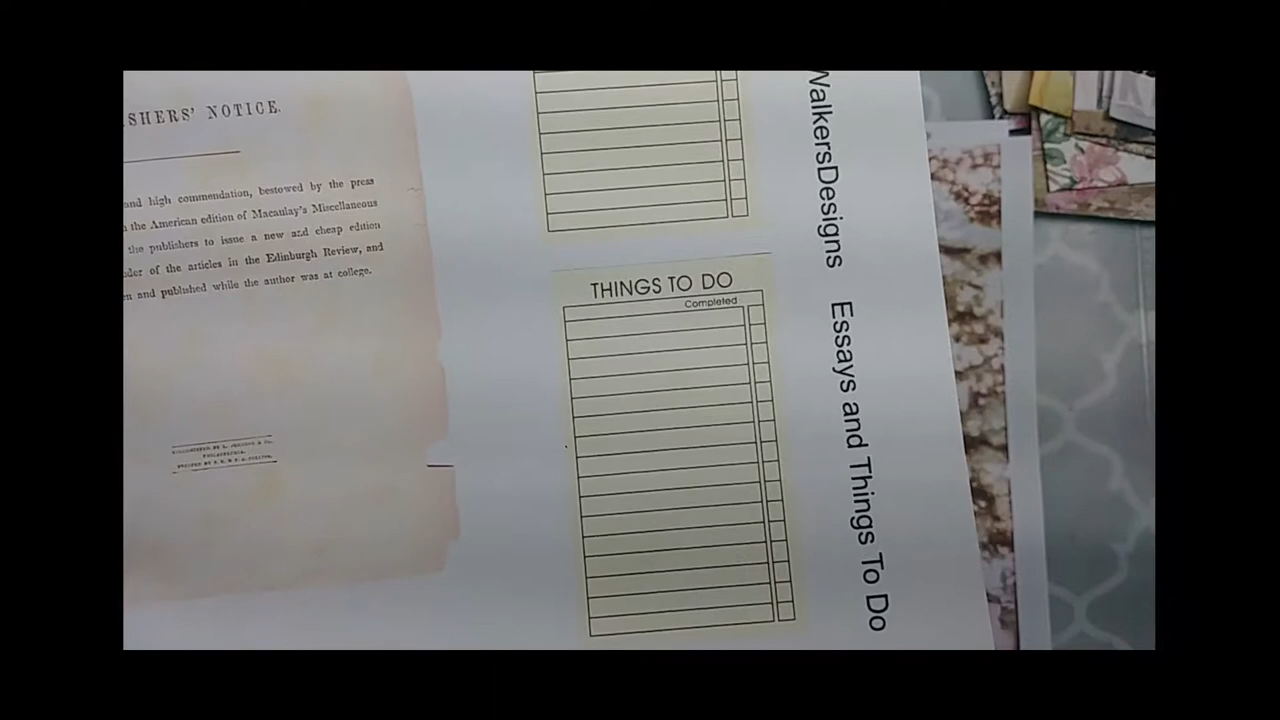 SHERS' NOTICE.
and high commendation, bestowed by the press
the American edition of Macaulay's Miscellaneous
the publishers to issue a new and cheap edition
of the articles in the Edinburgh Review, and
and published while the author was at college.
PHILADELPHIA.
THINGS TO DO
Completed
WalkersDesigns Essays and Things To Do